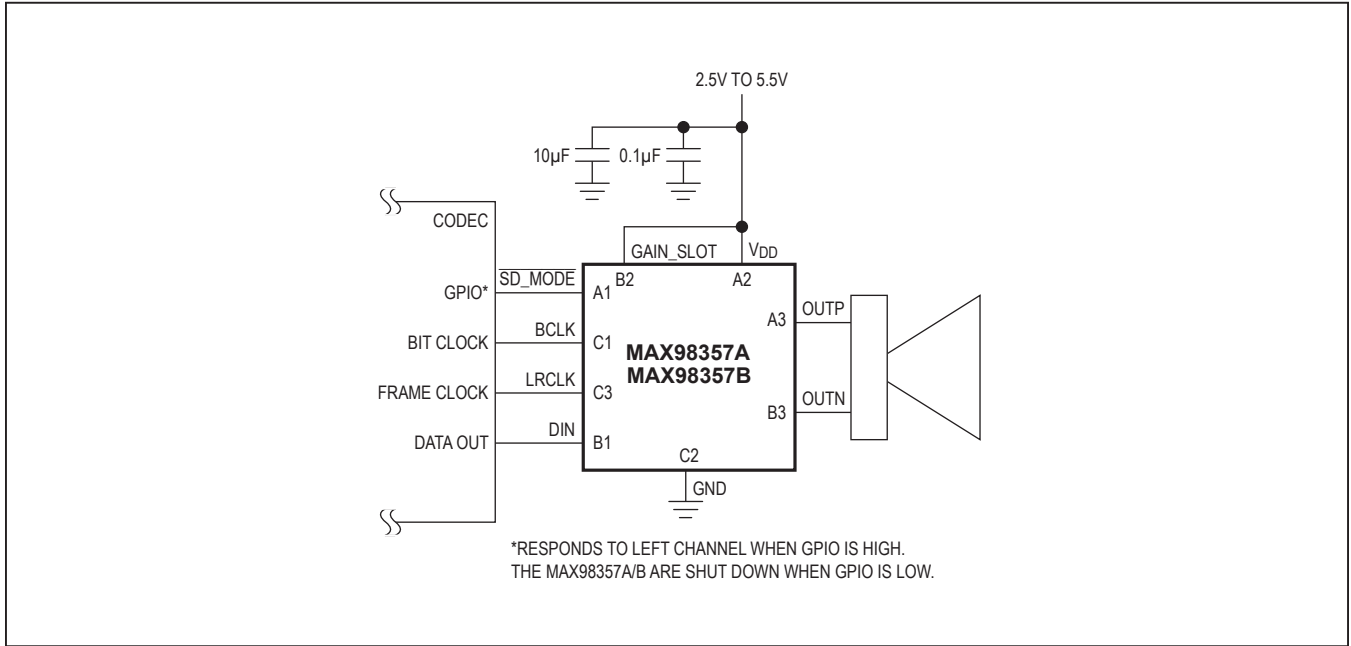 2.5V TO 5.5V
10µF
0.1µF
CODEC
GAIN_SLOT
VDD
SD_MODE
B2
A2
GPIO*
A1
A3
OUTP
BIT CLOCK
BCLK
C1
MAX98357A
MAX98357B
FRAME CLOCK
LRCLK
C3
B3
OUTN
DATA OUT
DIN
B1
C2
GND
*RESPONDS TO LEFT CHANNEL WHEN GPIO IS HIGH.
THE MAX98357A/B ARE SHUT DOWN WHEN GPIO IS LOW.